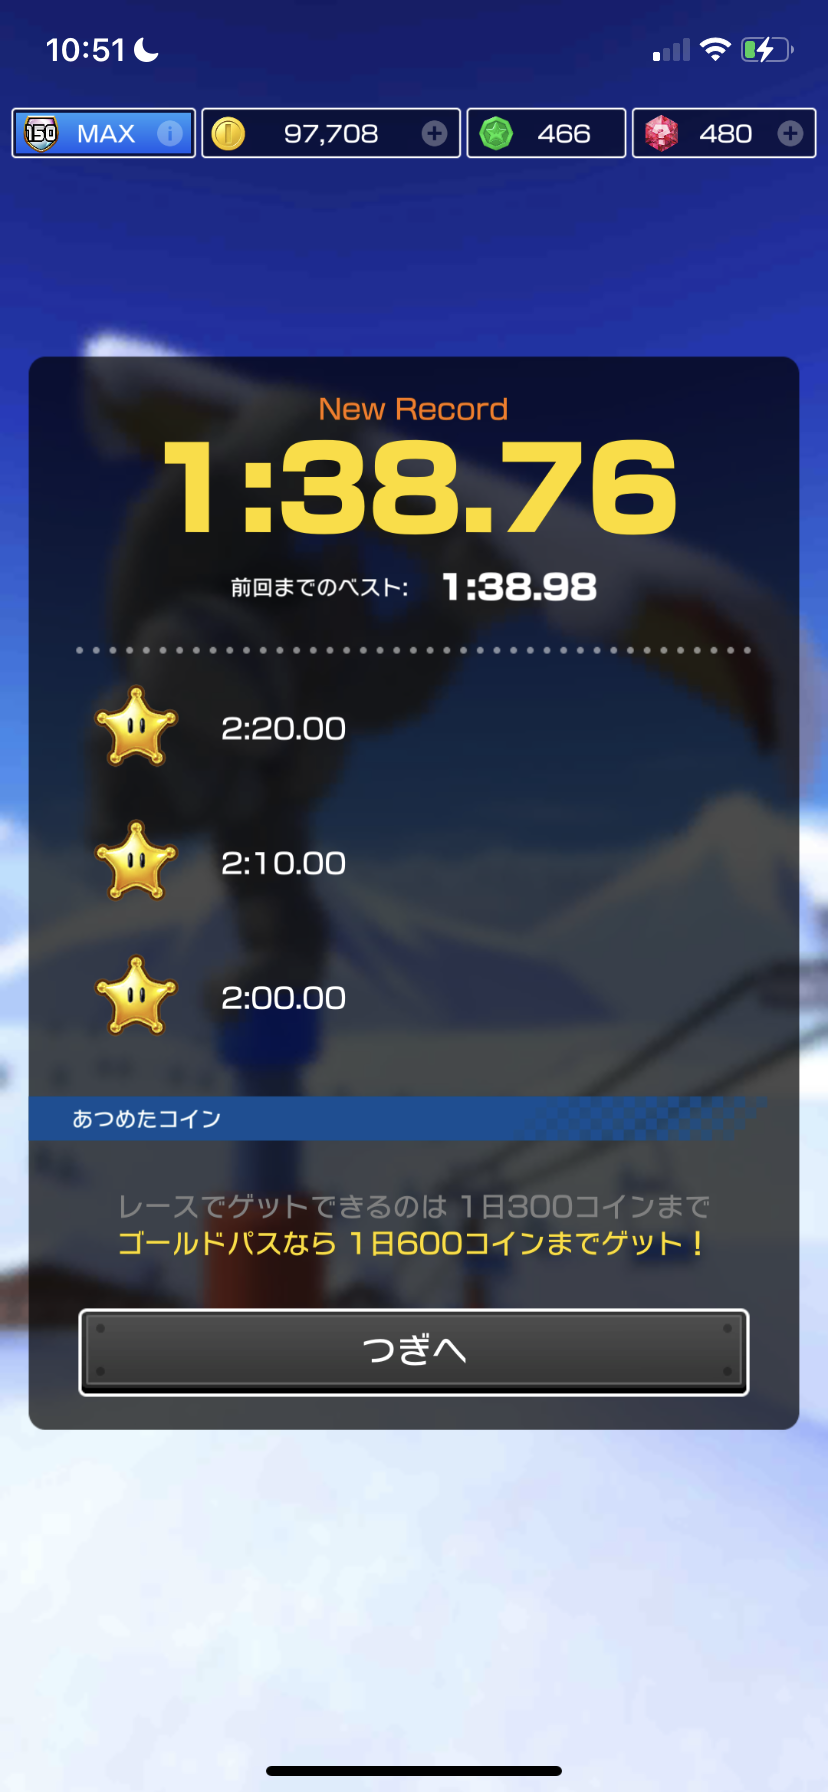 10:51
150 MAX i 97,708 + 466 480 +
New Record
1:38.76
前回までのベスト: 1:38.98
2:20.00
2:10.00
2:00.00
あつめたコイン
レースでゲットできるのは 1日300コインまで
ゴールドパスなら 1日600コインまでゲット！
つぎへ